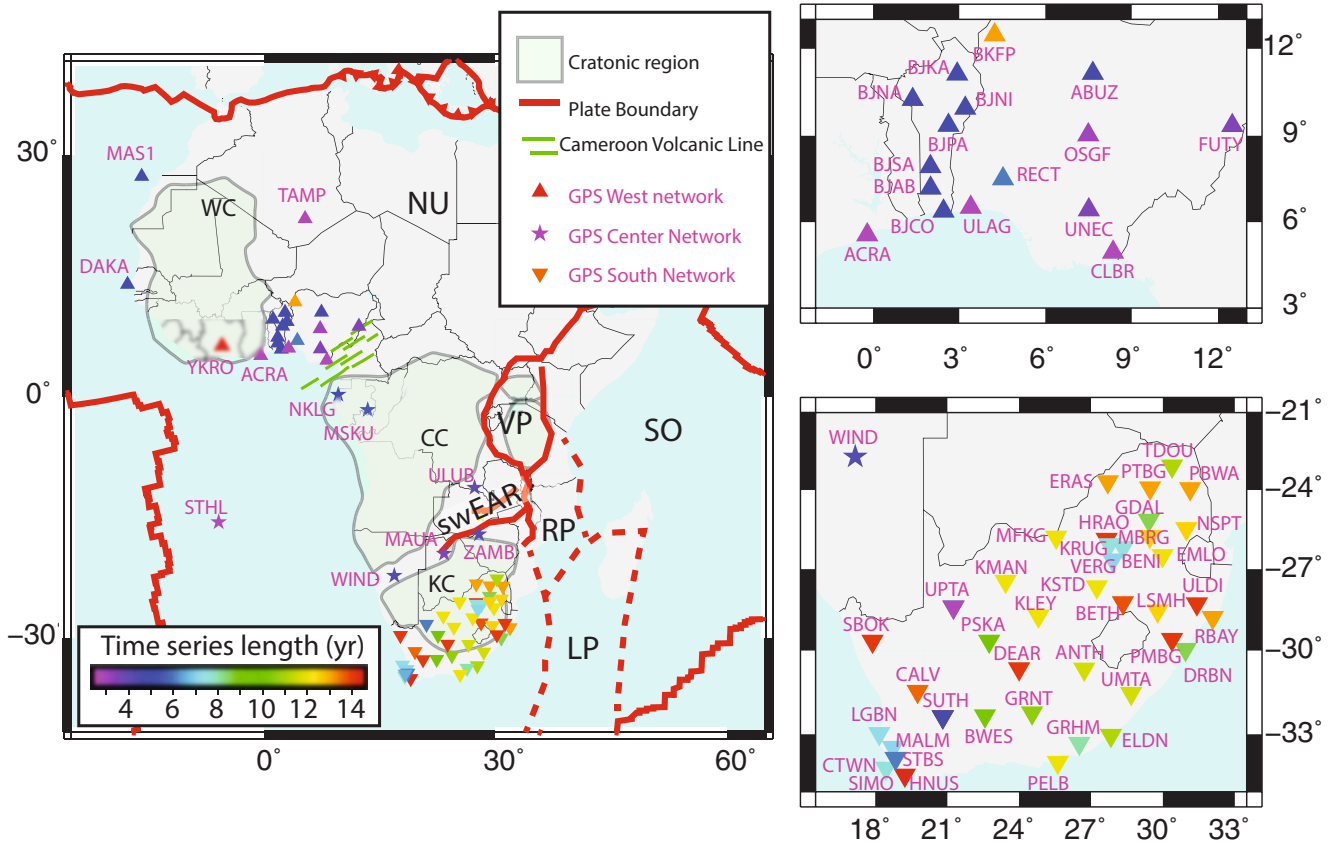 Cratonic region
Plate Boundary
Cameroon Volcanic Line
GPS West network
GPS Center Network
GPS South Network
30°
0°
−30°
0°
30°
60°
MAS1
WC
TAMP
NU
DAKA
YKRO
ACRA
NKLG
MSKU
CC
VP
SO
ULUB
swEAR
STHL
MAUA
ZAMB
RP
WIND
KC
LP
Time series length (yr)
4 6 8 10 12 14
BKFP
BJKA
BJNA
BJNI
ABUZ
BJPA
OSGF
FUTY
BJSA
RECT
BJAB
BJCO
ULAG
UNEC
ACRA
CLBR
12°
9°
6°
3°
0° 3° 6° 9° 12°
WIND
TDOU
ERAS
PTBG
PBWA
GDAL
HRAO
MBRG
NSPT
MFKG
KRUG
VERG
BENI
EMLO
KMAN
KSTD
ULDI
UPTA
KLEY
BETH
LSMH
SBOK
PSKA
RBAY
DEAR
ANTH
PMBG
DRBN
CALV
UMTA
SUTH
GRNT
LGBN
GRHM
MALM
BWES
ELDN
CTWN
STBS
SIMO
HNUS
PELB
−21°
−24°
−27°
−30°
−33°
18° 21° 24° 27° 30° 33°